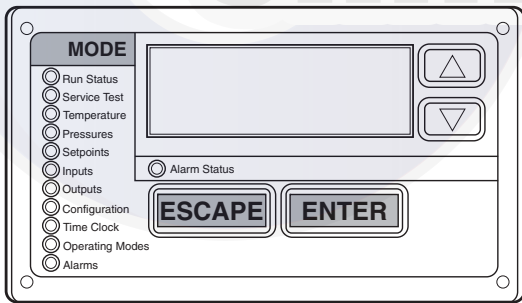 MODE
Run Status
Service Test
Temperature
Pressures
Setpoints
Inputs
Outputs
Configuration
Time Clock
Operating Modes
Alarms
Alarm Status
ESCAPE
ENTER